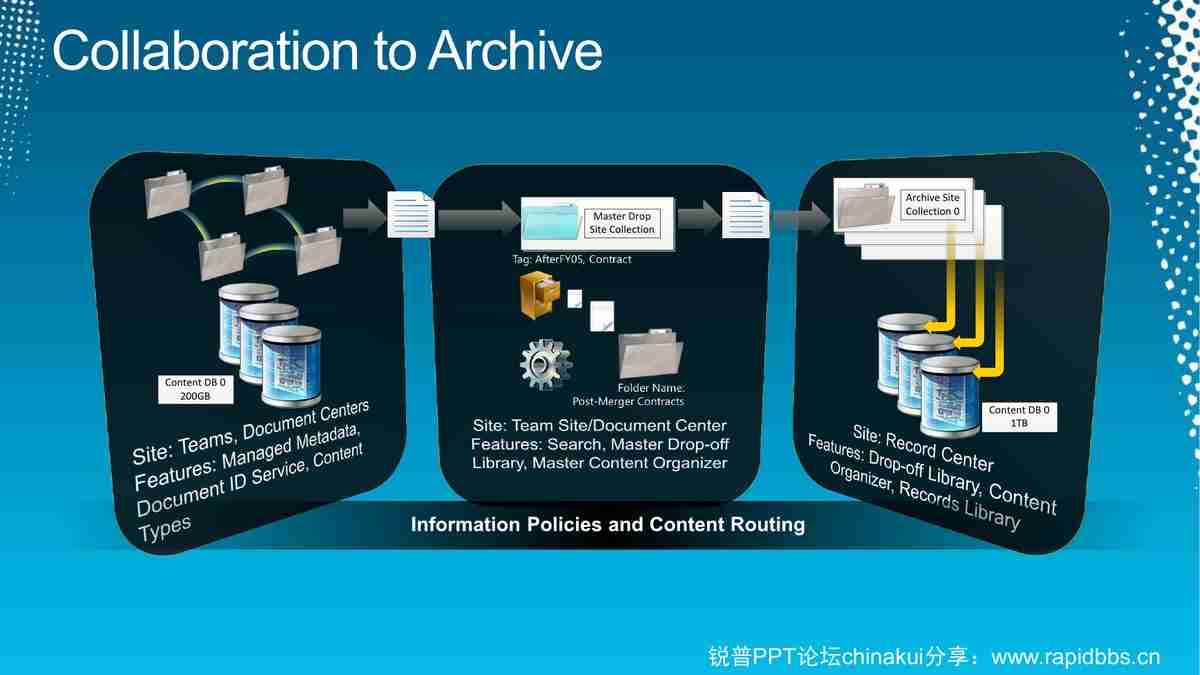 Collaboration to Archive
Content DB 0
200GB
Site: Teams, Document Centers
Features: Managed Metadata,
Document ID Service, Content
Types
Master Drop
Site Collection
Tag: AfterFY05, Contract
Folder Name:
Post-Merger Contracts
Site: Team Site/Document Center
Features: Search, Master Drop-off
Library, Master Content Organizer
Archive Site
Collection 0
Content DB 0
1TB
Site: Record Center
Features: Drop-off Library, Content
Organizer, Records Library
Information Policies and Content Routing
锐普PPT论坛chinakui分享：www.rapidbbs.cn